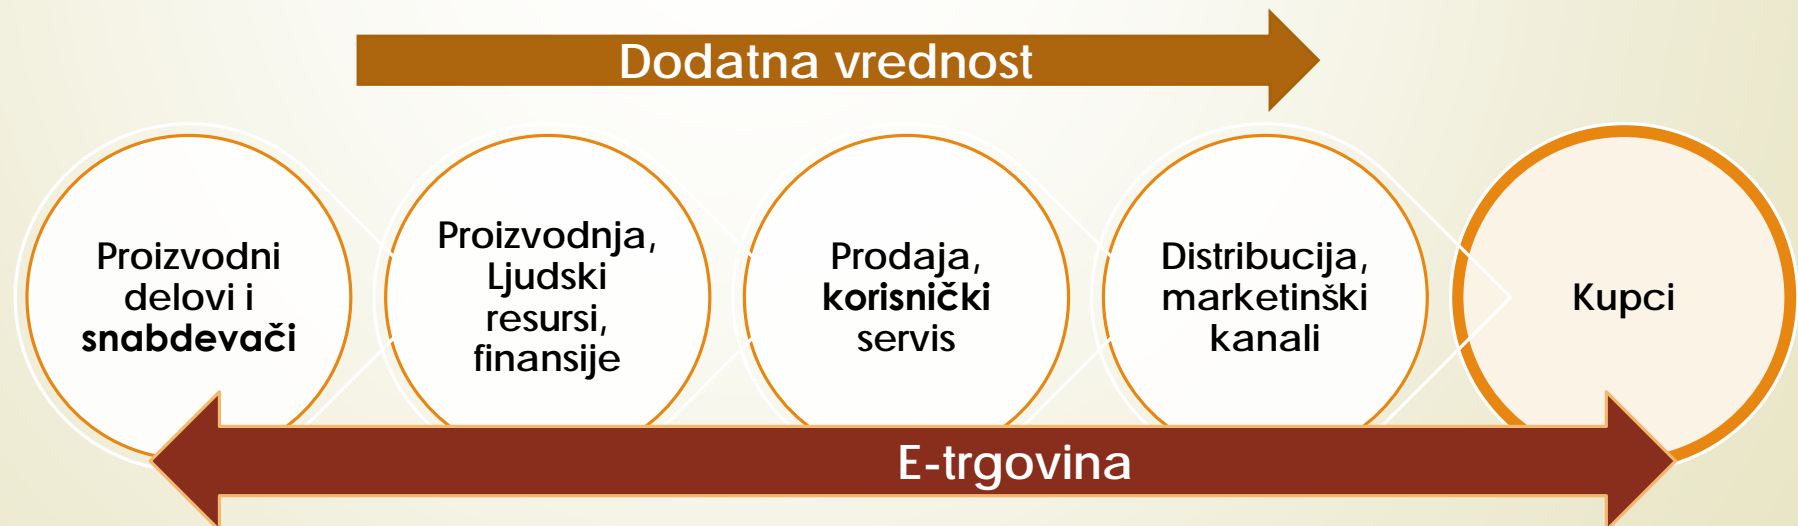 Dodatna vrednost
Proizvodni
delovi i
snabdevači
Proizvodnja,
Ljudski
resursi,
finansije
Prodaja,
korisnički
servis
Distribucija,
marketinški
kanali
Kupci
E-trgovina